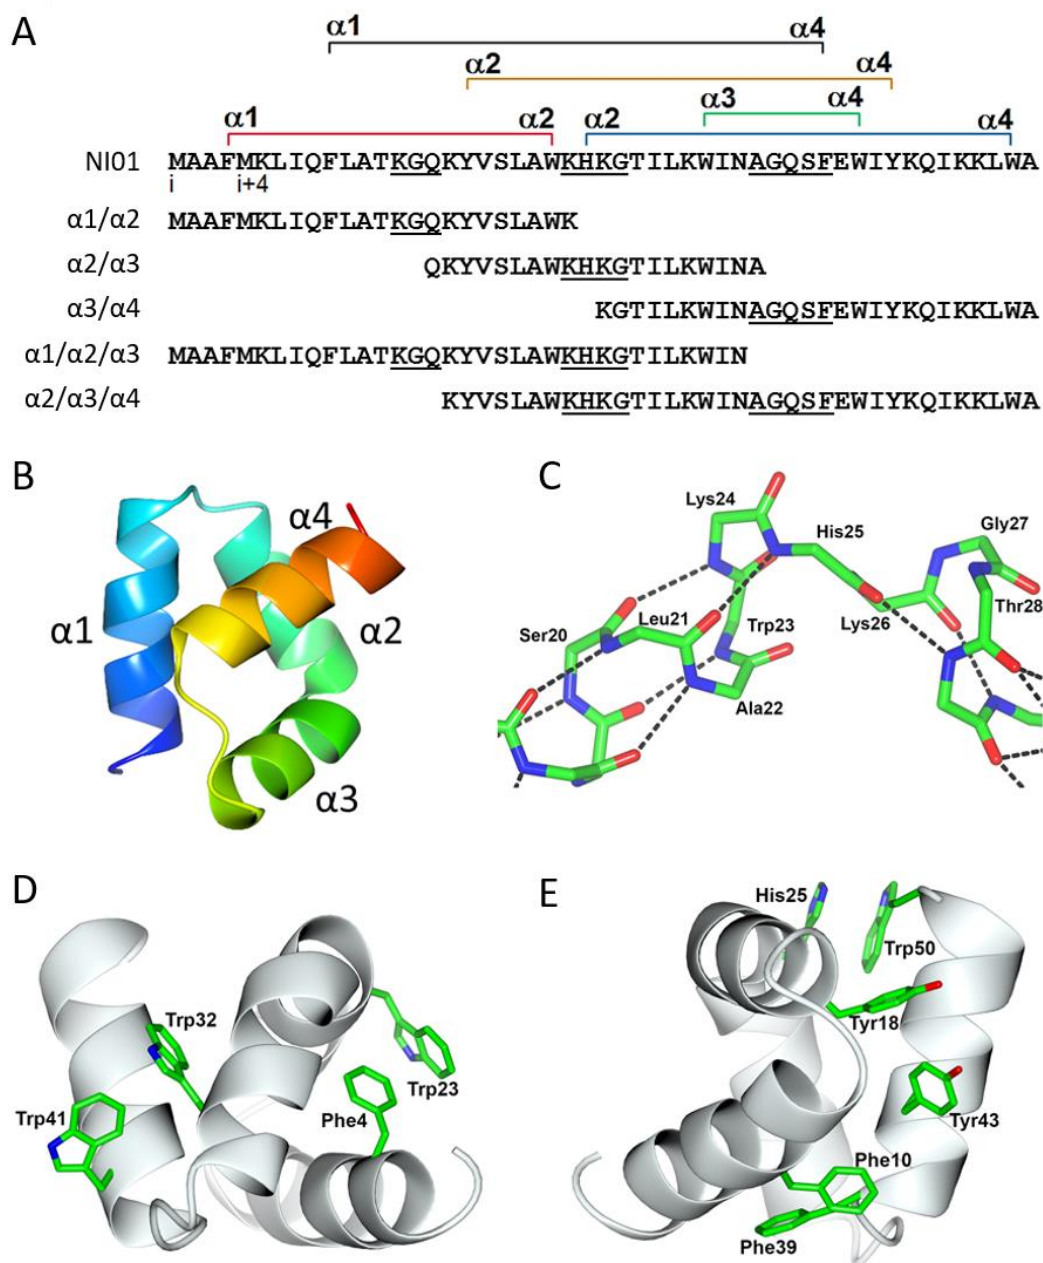 A
α1 α4
α2 α4
α3 α4
α1 α2 α2 α4
NI01 MAAFMKLIQFLATKGQKYVSLAWKHKGTILKWINAGQSFEWIYKQIKKLWA
i i+4
α1/α2 MAAFMKLIQFLATKGQKYVSLAWK
α2/α3 QKYVSLAWKHKGTILKWINA
α3/α4 KGTILKWINAGQSFEWIYKQIKKLWA
α1/α2/α3 MAAFMKLIQFLATKGQKYVSLAWKHKGTILKWIN
α2/α3/α4 KYVSLAWKHKGTILKWINAGQSFEWIYKQIKKLWA
B
α4
α1
α2
α3
C
Lys24
His25
Gly27
Ser20
Leu21
Trp23
Lys26
Thr28
Ala22
D
Trp32
Trp23
Trp41
Phe4
E
His25
Trp50
Tyr18
Tyr43
Phe10
Phe39